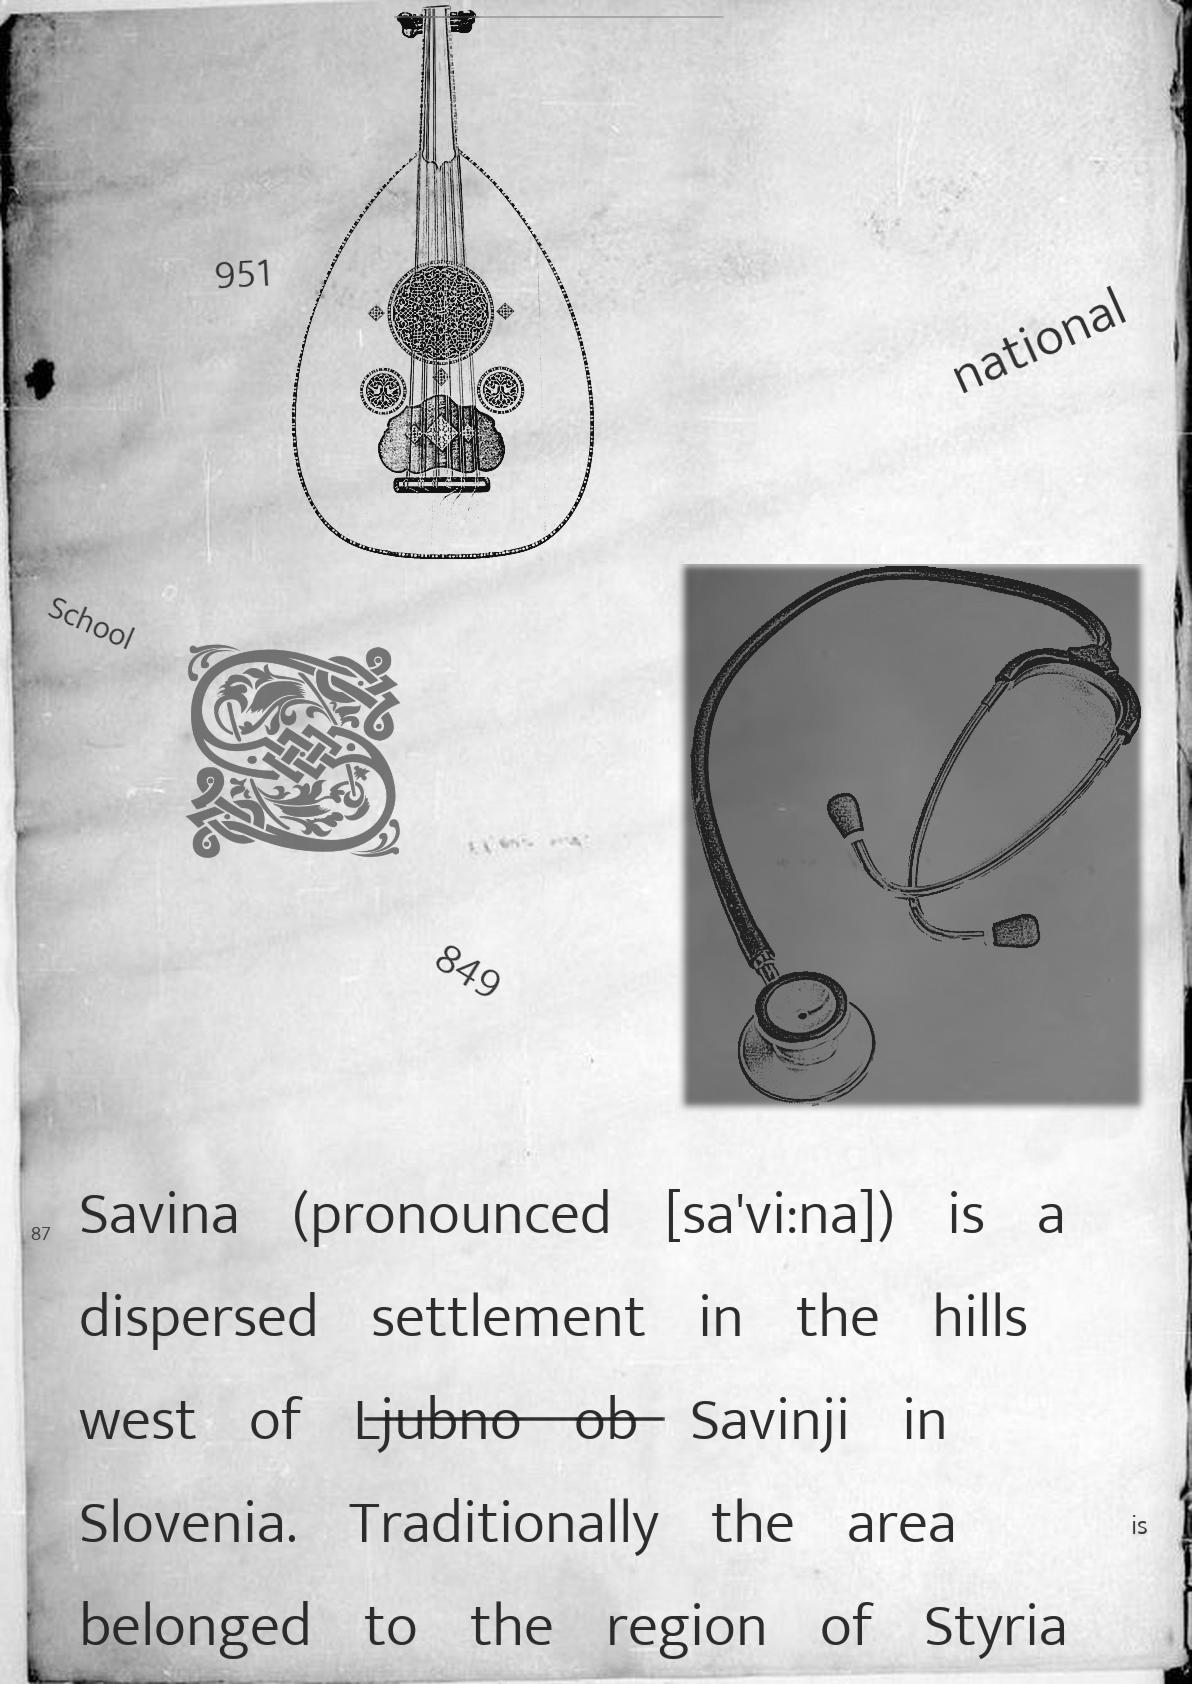 951
national
School
S
849
87
Savina (pronounced [sa'vi:na]) is a
dispersed settlement in the hills
west of Ljubno ob Savinji in
Slovenia. Traditionally the area
is
belonged to the region of Styria